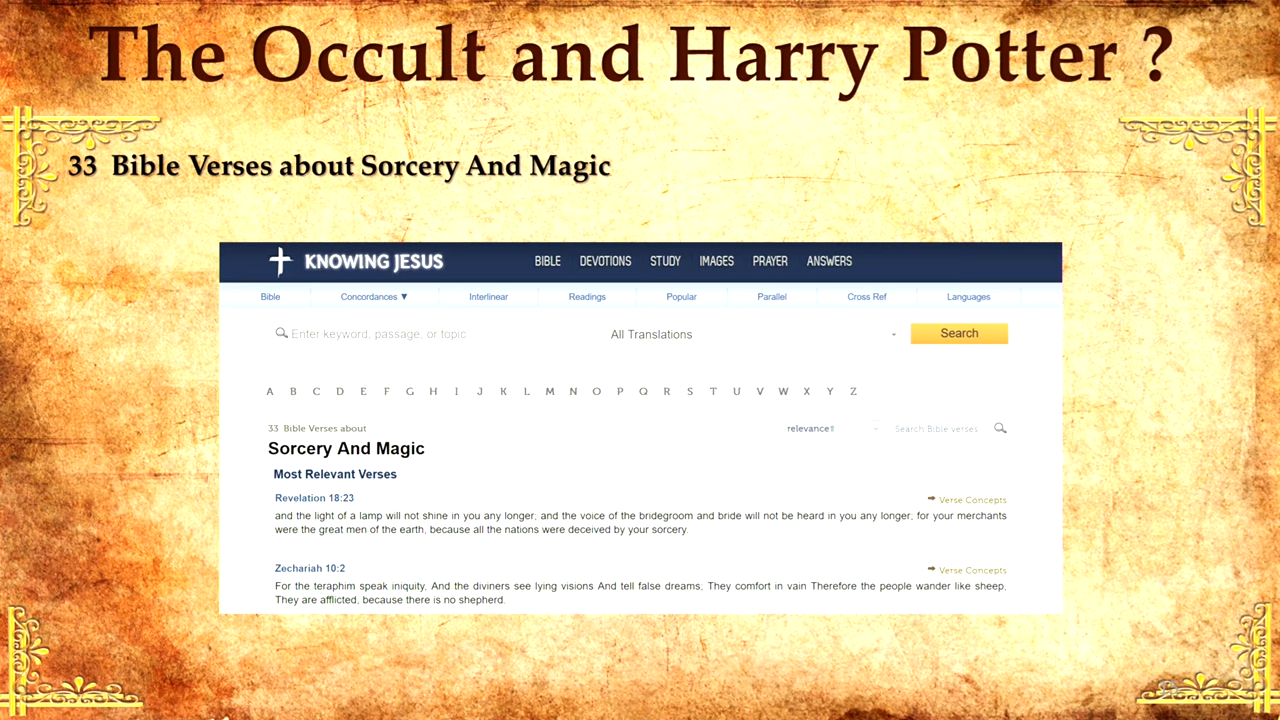 The Occult and Harry Potter ?
33 Bible Verses about Sorcery And Magic
KNOWING JESUS
BIBLE DEVOTIONS STUDY IMAGES PRAYER ANSWERS
Bible Concordances ▼ Interlinear Readings Popular Parallel Cross Ref Languages
Enter keyword, passage, or topic All Translations Search
A B C D E F G H I J K L M N O P Q R S T U V W X Y Z
33 Bible Verses about relevance⇧ Search Bible verses
Sorcery And Magic
Most Relevant Verses
Revelation 18:23 ➡ Verse Concepts
and the light of a lamp will not shine in you any longer; and the voice of the bridegroom and bride will not be heard in you any longer; for your merchants
were the great men of the earth, because all the nations were deceived by your sorcery.
Zechariah 10:2 ➡ Verse Concepts
For the teraphim speak iniquity, And the diviners see lying visions And tell false dreams; They comfort in vain Therefore the people wander like sheep,
They are afflicted, because there is no shepherd.